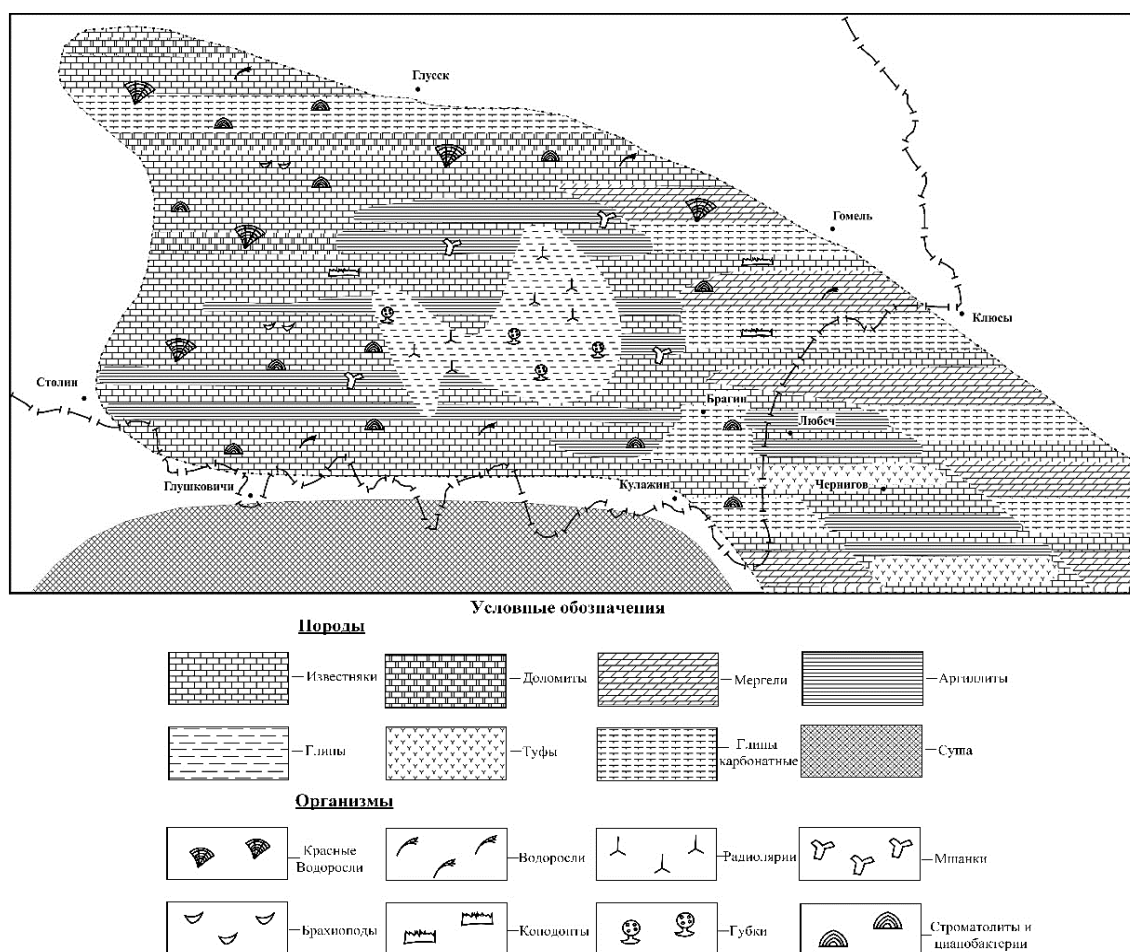 Глусск
Гомель
Клюсы
Столин
Брагин
Любеч
Чернигов
Глушковичи
Кулажин
Условные обозначения
Породы
Известняки
Доломиты
Мергели
Аргиллиты
Глины
Туфы
Глины
карбонатные
Суша
Организмы
Красные
Водоросли
Водоросли
Радиолярии
Мшанки
Брахиоподы
Конодонты
Губки
Строматолиты и
цианобактерии